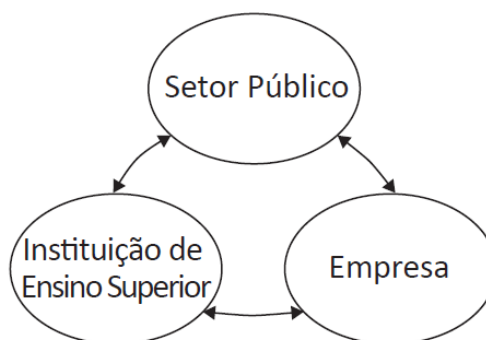 Setor Público
Instituição de
Ensino Superior
Empresa